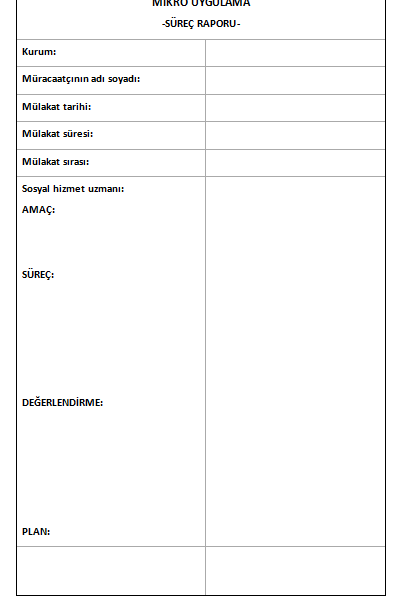 MİKRO UYGULAMA
-SÜREÇ RAPORU-
Kurum:
Müracaatçının adı soyadı:
Mülakat tarihi:
Mülakat süresi:
Mülakat sırası:
Sosyal hizmet uzmanı:
AMAÇ:
SÜREÇ:
DEĞERLENDİRME:
PLAN: